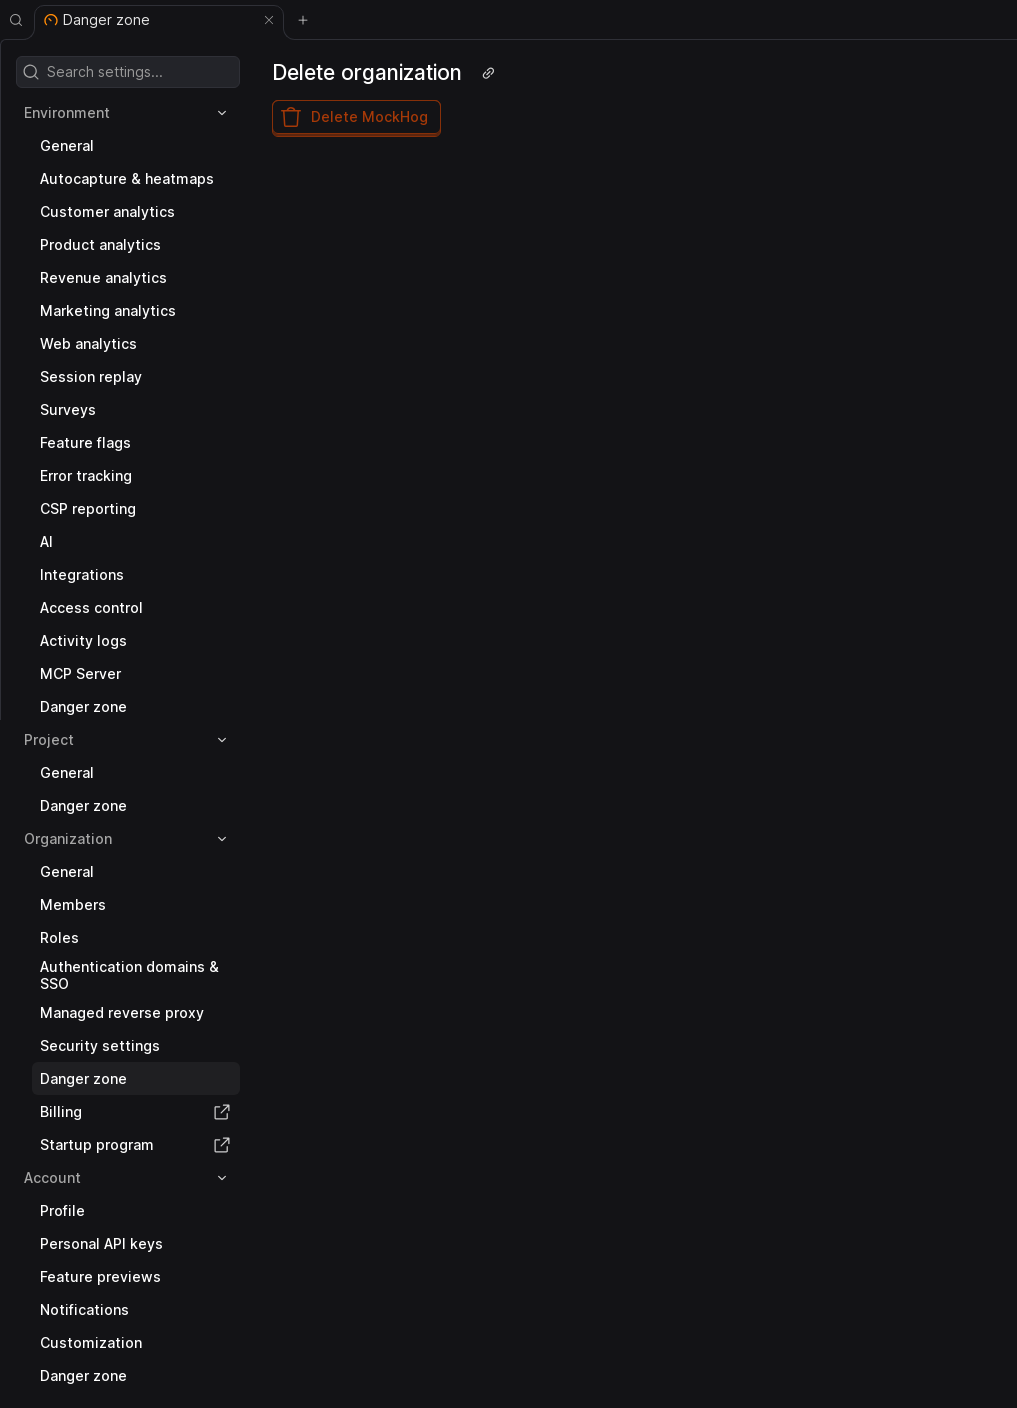 Danger zone
Search settings...
Environment
General
Autocapture & heatmaps
Customer analytics
Product analytics
Revenue analytics
Marketing analytics
Web analytics
Session replay
Surveys
Feature flags
Error tracking
CSP reporting
AI
Integrations
Access control
Activity logs
MCP Server
Danger zone
Project
General
Danger zone
Organization
General
Members
Roles
Authentication domains &
SSO
Managed reverse proxy
Security settings
Danger zone
Billing
Startup program
Account
Profile
Personal API keys
Feature previews
Notifications
Customization
Danger zone
Delete organization
Delete MockHog